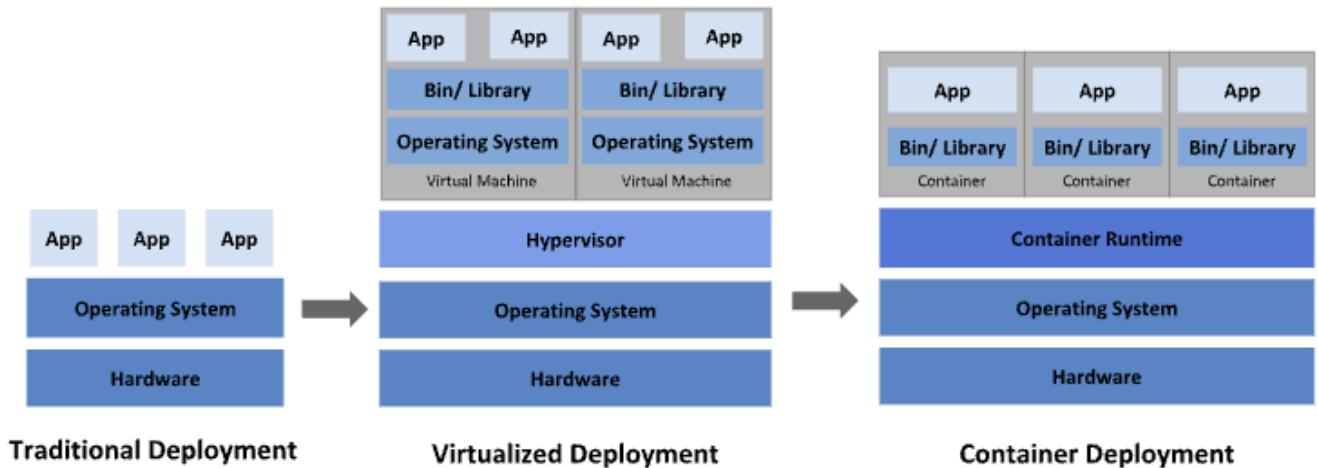 App App App
Operating System
Hardware
Traditional Deployment
App App App App
Bin/ Library Bin/ Library
Operating System Operating System
Virtual Machine Virtual Machine
Hypervisor
Operating System
Hardware
Virtualized Deployment
App App App
Bin/ Library Bin/ Library Bin/ Library
Container Container Container
Container Runtime
Operating System
Hardware
Container Deployment